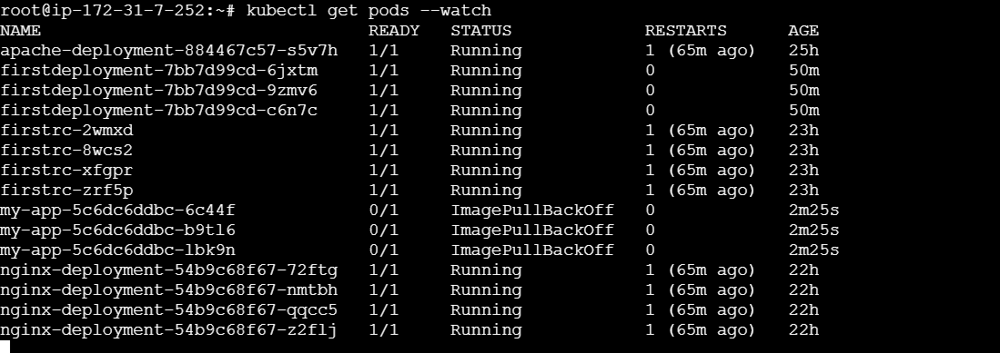 root@ip-172-31-7-252:~# kubectl get pods --watch
NAME READY STATUS RESTARTS AGE
apache-deployment-884467c57-s5v7h 1/1 Running 1 (65m ago) 25h
firstdeployment-7bb7d99cd-6jxtm 1/1 Running 0 50m
firstdeployment-7bb7d99cd-9zmv6 1/1 Running 0 50m
firstdeployment-7bb7d99cd-c6n7c 1/1 Running 0 50m
firstrc-2wmxd 1/1 Running 1 (65m ago) 23h
firstrc-8wcs2 1/1 Running 1 (65m ago) 23h
firstrc-xfgpr 1/1 Running 1 (65m ago) 23h
firstrc-zrf5p 1/1 Running 1 (65m ago) 23h
my-app-5c6dc6ddbc-6c44f 0/1 ImagePullBackOff 0 2m25s
my-app-5c6dc6ddbc-b9tl6 0/1 ImagePullBackOff 0 2m25s
my-app-5c6dc6ddbc-lbk9n 0/1 ImagePullBackOff 0 2m25s
nginx-deployment-54b9c68f67-72ftg 1/1 Running 1 (65m ago) 22h
nginx-deployment-54b9c68f67-nmtbh 1/1 Running 1 (65m ago) 22h
nginx-deployment-54b9c68f67-qqcc5 1/1 Running 1 (65m ago) 22h
nginx-deployment-54b9c68f67-z2flj 1/1 Running 1 (65m ago) 22h